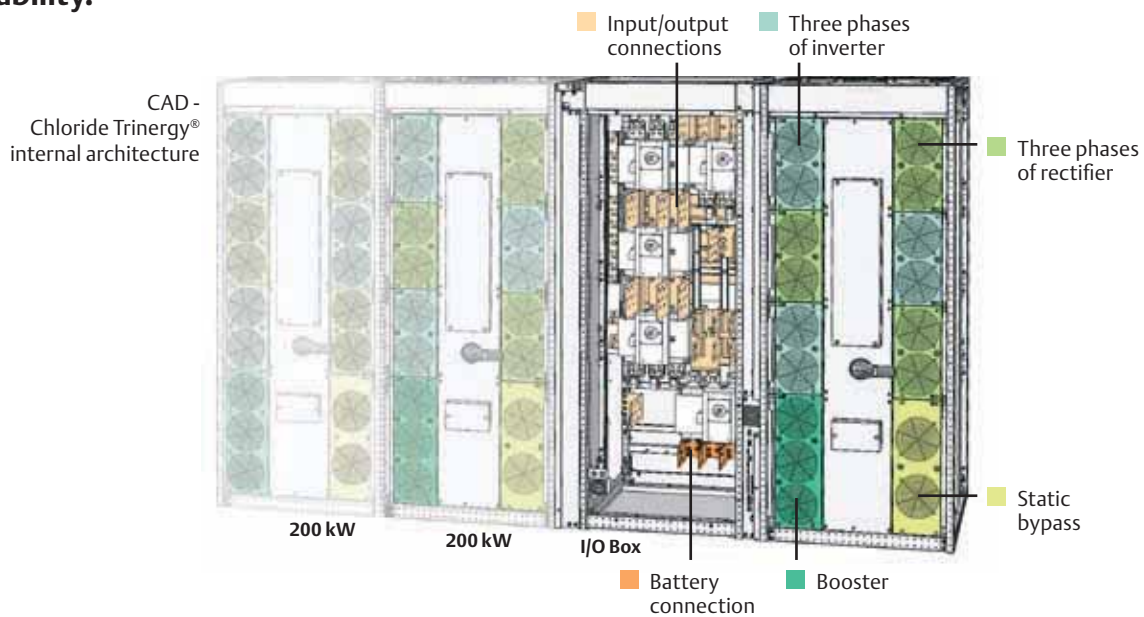 Input/output
connections
Three phases
of inverter
CAD -
Chloride Trinergy®
internal architecture
Three phases
of rectifier
Static
bypass
200 kW
200 kW
I/O Box
Battery
connection
Booster